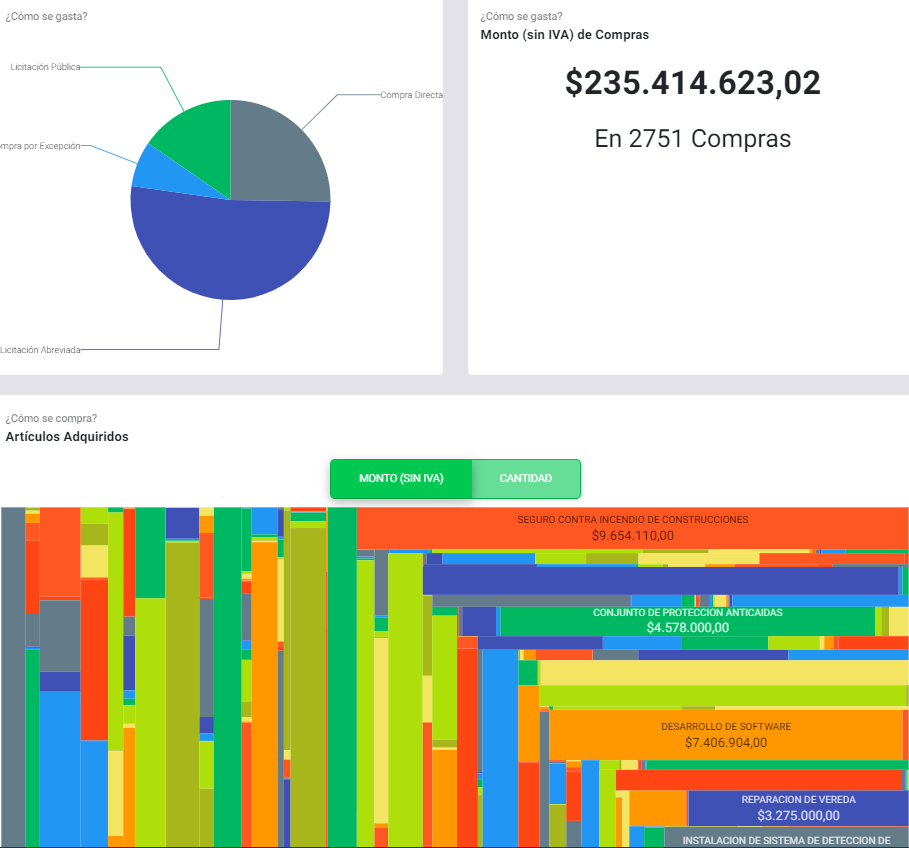 ¿Cómo se gasta?
Licitación Pública
Compra Directa
mpra por Excepción
Licitación Abreviada
¿Cómo se gasta?
Monto (sin IVA) de Compras
$235.414.623,02
En 2751 Compras
¿Cómo se compra?
Artículos Adquiridos
MONTO (SIN IVA)
CANTIDAD
SEGURO CONTRA INCENDIO DE CONSTRUCCIONES
$9.654.110,00
CONJUNTO DE PROTECCION ANTICAIDAS
$4.578.000,00
DESARROLLO DE SOFTWARE
$7.406.904,00
REPARACION DE VEREDA
$3.275.000,00
INSTALACION DE SISTEMA DE DETECCION DE